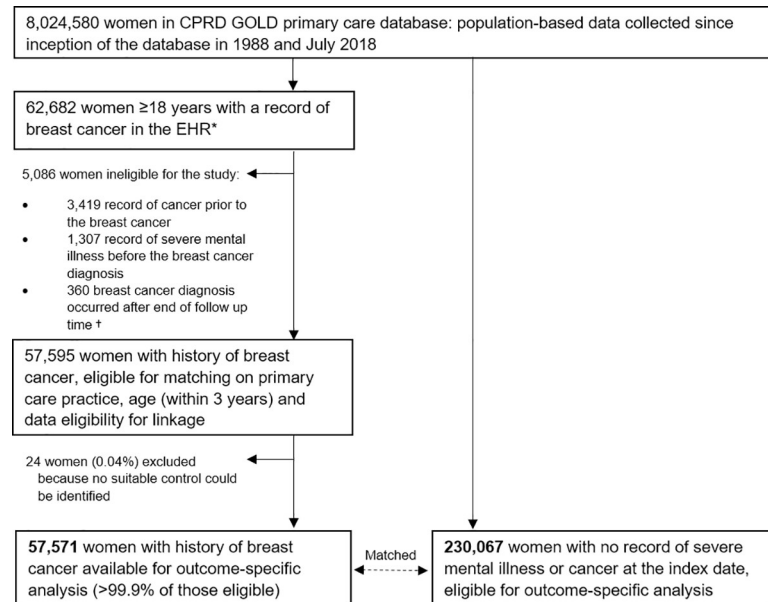 8,024,580 women in CPRD GOLD primary care database: population-based data collected since
inception of the database in 1988 and July 2018
62,682 women ≥18 years with a record of
breast cancer in the EHR*
5,086 women ineligible for the study:
• 3,419 record of cancer prior to
the breast cancer
• 1,307 record of severe mental
illness before the breast cancer
diagnosis
• 360 breast cancer diagnosis
occurred after end of follow up
time †
57,595 women with history of breast
cancer, eligible for matching on primary
care practice, age (within 3 years) and
data eligibility for linkage
24 women (0.04%) excluded
because no suitable control could
be identified
57,571 women with history of breast
cancer available for outcome-specific
analysis (>99.9% of those eligible)
Matched
230,067 women with no record of severe
mental illness or cancer at the index date,
eligible for outcome-specific analysis